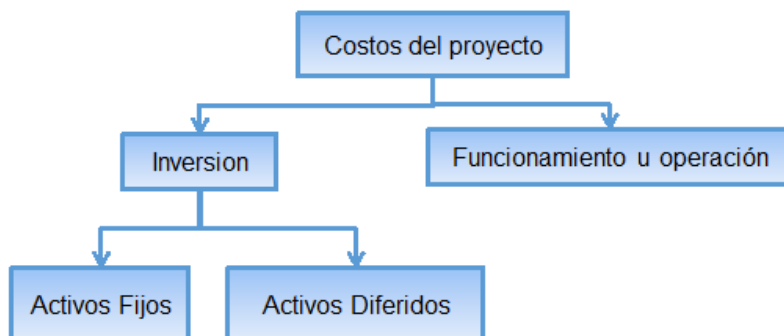 Costos del proyecto
Inversion
Funcionamiento u operación
Activos Fijos
Activos Diferidos